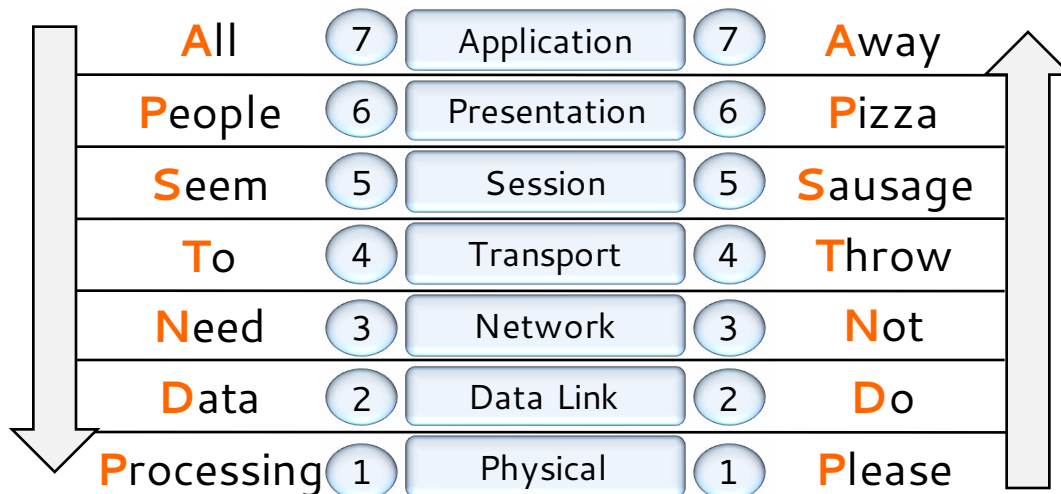 All 7 Application 7 Away
People 6 Presentation 6 Pizza
Seem 5 Session 5 Sausage
To 4 Transport 4 Throw
Need 3 Network 3 Not
Data 2 Data Link 2 Do
Processing 1 Physical 1 Please